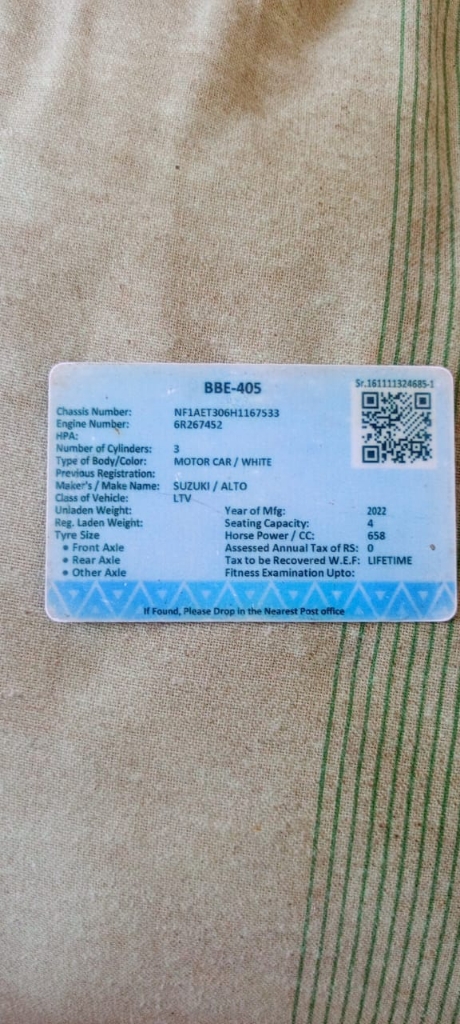 BBE-405
Sr.161111324685-1
Chassis Number: NF1AET306H1167533
Engine Number: 6R267452
HPA:
Number of Cylinders: 3
Type of Body/Color: MOTOR CAR / WHITE
Previous Registration:
Maker's / Make Name: SUZUKI / ALTO
Class of Vehicle: LTV
Unladen Weight: Year of Mfg: 2022
Reg. Laden Weight: Seating Capacity: 4
Tyre Size Horse Power / CC: 658
• Front Axle Assessed Annual Tax of RS: 0
• Rear Axle Tax to be Recovered W.E.F: LIFETIME
• Other Axle Fitness Examination Upto:
If Found, Please Drop in the Nearest Post office